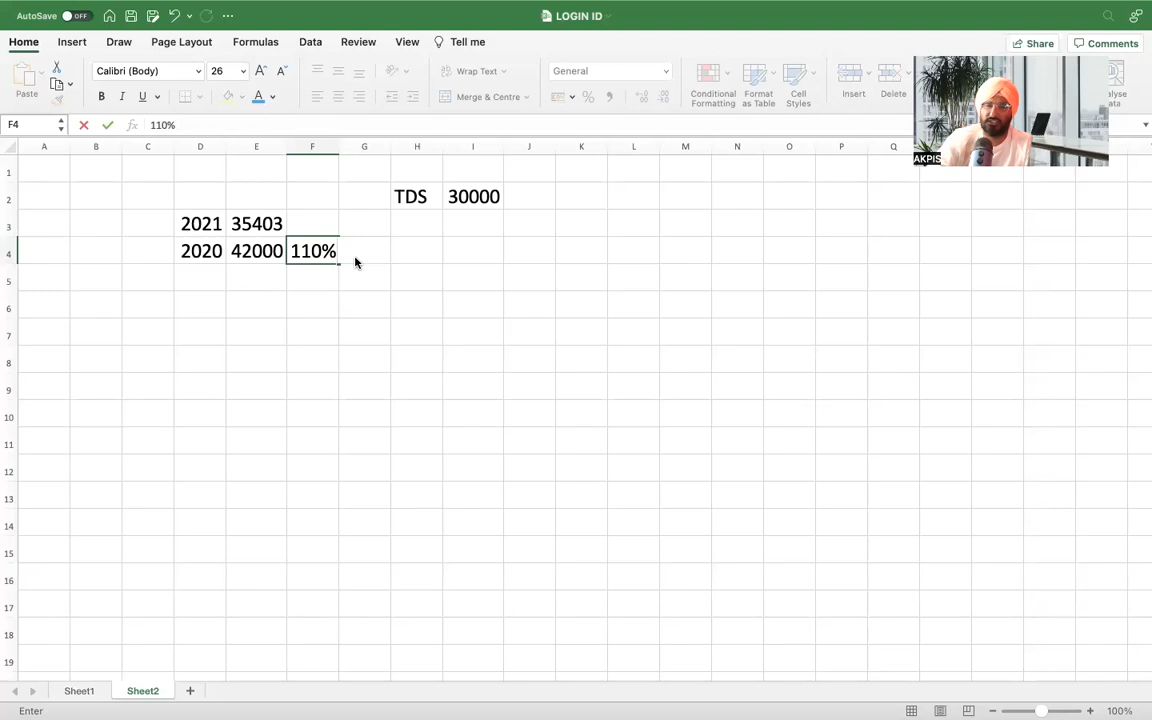 AutoSave OFF ... LOGIN ID
Home Insert Draw Page Layout Formulas Data Review View Tell me Share Comments
Paste Calibri (Body) 26 A A Wrap Text General Conditional Formatting Format as Table Cell Styles Insert Delete
B I U A Merge & Centre %
F4 fx 110%
AKPIS
A B C D E F G H I J K L M N O P Q
1
2 TDS 30000
3 2021 35403
4 2020 42000 110%
5
6
7
8
9
10
11
12
13
14
15
16
17
18
19
Sheet1 Sheet2 +
Enter 100%